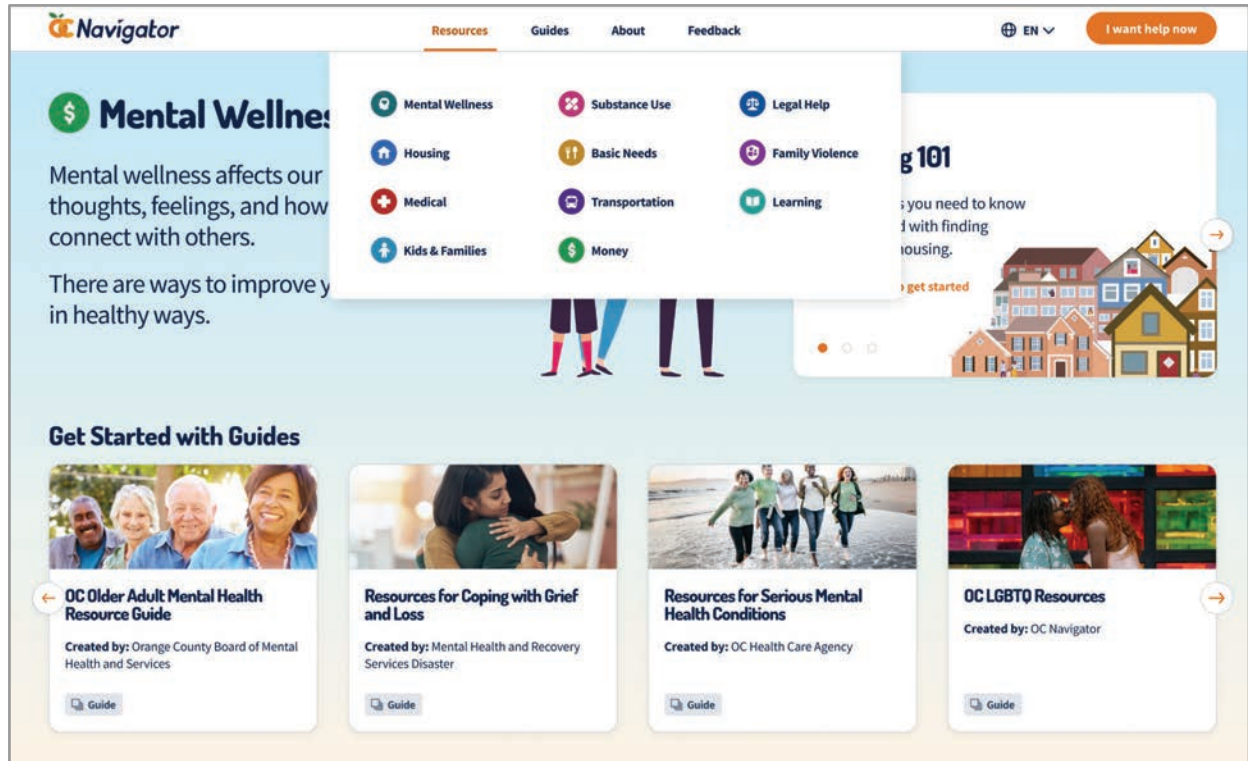 OC Navigator
Resources
Guides
About
Feedback
EN
I want help now
Mental Wellness
Substance Use
Legal Help
Housing
Basic Needs
Family Violence
Medical
Transportation
Learning
Kids & Families
Money
$ Mental Wellnes
Mental wellness affects our
thoughts, feelings, and how
connect with others.
There are ways to improve y
in healthy ways.
g 101
s you need to know
d with finding
housing.
o get started
Get Started with Guides
OC Older Adult Mental Health
Resource Guide
Created by: Orange County Board of Mental
Health and Services
Guide
Resources for Coping with Grief
and Loss
Created by: Mental Health and Recovery
Services Disaster
Guide
Resources for Serious Mental
Health Conditions
Created by: OC Health Care Agency
Guide
OC LGBTQ Resources
Created by: OC Navigator
Guide